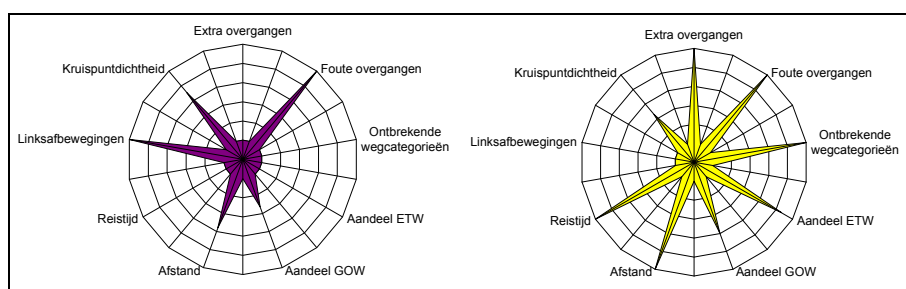 Extra overgangen
Foute overgangen
Ontbrekende
wegcategorieën
Aandeel ETW
Aandeel GOW
Afstand
Reistijd
Linksafbewegingen
Kruispuntdichtheid
Extra overgangen
Foute overgangen
Ontbrekende
wegcategorieën
Aandeel ETW
Aandeel GOW
Afstand
Reistijd
Linksafbewegingen
Kruispuntdichtheid